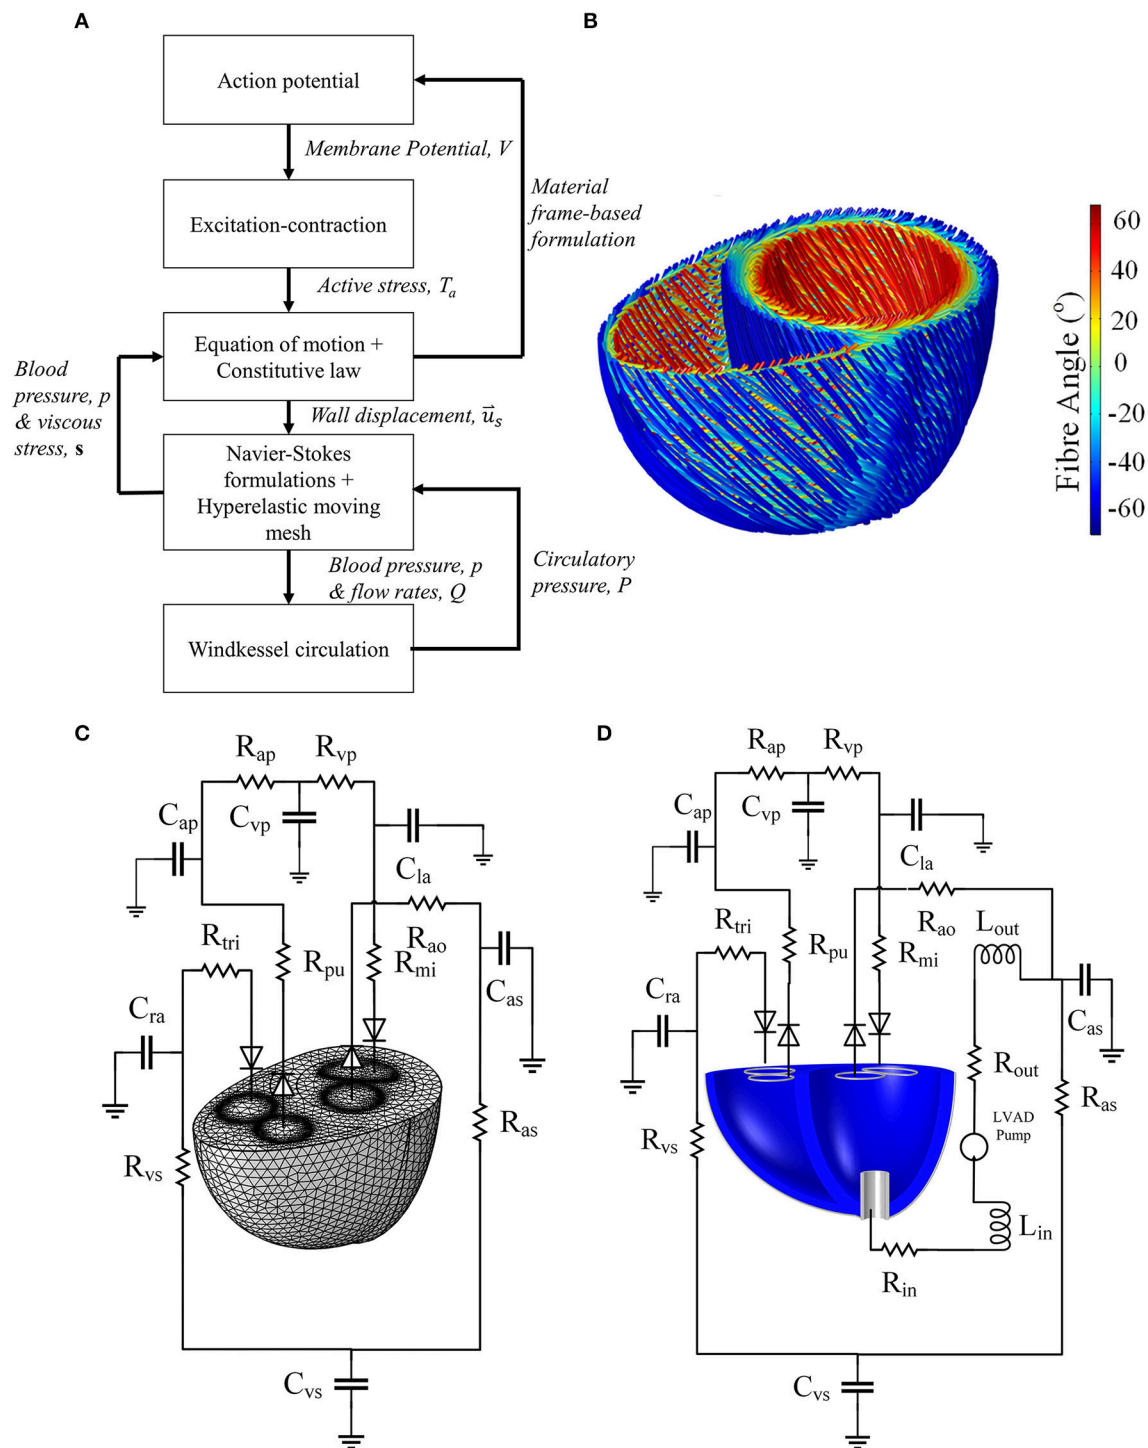 A
Action potential
Membrane Potential, V
Excitation-contraction
Material
frame-based
formulation
Active stress, Ta
Equation of motion +
Constitutive law
Blood
pressure, p
& viscous
stress, s
Wall displacement, u⃗s
Navier-Stokes
formulations +
Hyperelastic moving
mesh
Blood pressure, p
& flow rates, Q
Circulatory
pressure, P
Windkessel circulation
B
60
40
20
0
-20
-40
-60
Fibre Angle (°)
C
Rap
Rvp
Cap
Cvp
Cla
Rtri
Rpu
Rao
Rmi
Cas
Cra
Rvs
Ras
Cvs
D
Rap
Rvp
Cap
Cvp
Cla
Rtri
Rpu
Rao
Rmi
Lout
Cra
Cas
Rout
LVAD
Pump
Ras
Rvs
Lin
Rin
Cvs